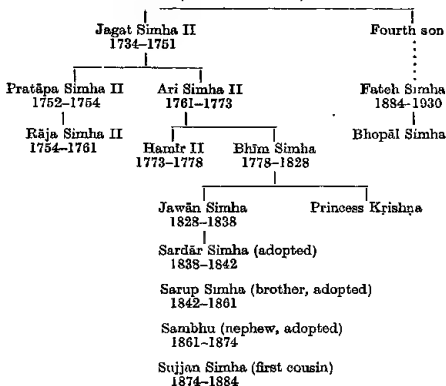 Jagat Simha II Fourth son
1734–1751
Pratāpa Simha II Ari Simha II Fateh Simha
1752–1754 1761–1773 1884–1930
Rāja Simha II Hamīr II Bhīm Simha Bhopāl Simha
1754–1761 1773–1778 1778–1828
Jawān Simha Princess Kṛishṇa
1828–1838
Sardār Simha (adopted)
1838–1842
Sarup Simha (brother, adopted)
1842–1861
Sambhu (nephew, adopted)
1861–1874
Sujjan Simha (first cousin)
1874–1884